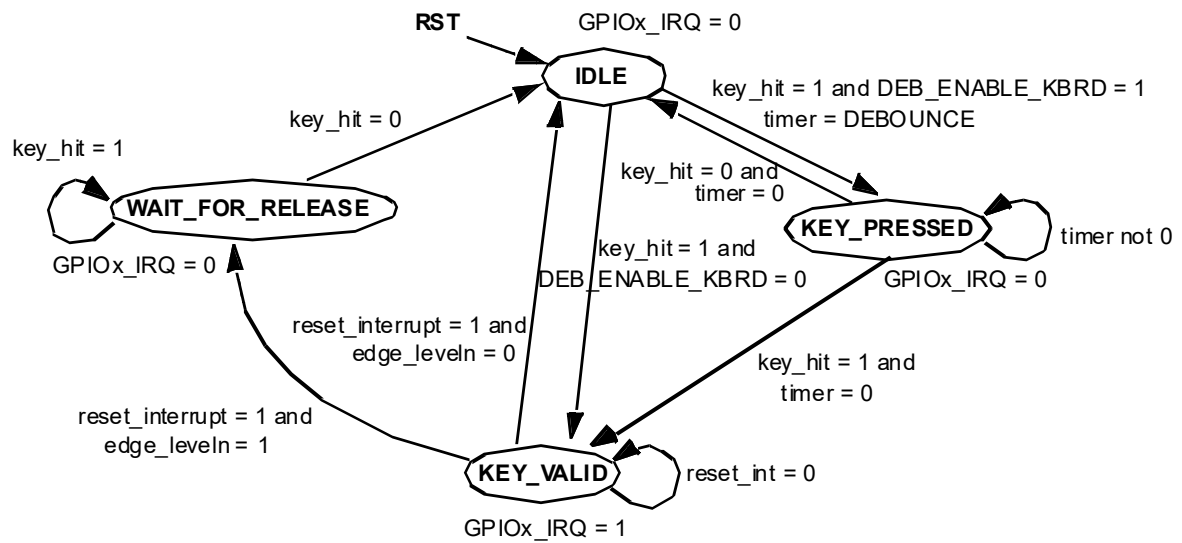 RST
GPIOx_IRQ = 0
IDLE
key_hit = 1 and DEB_ENABLE_KBRD = 1
timer = DEBOUNCE
key_hit = 0
key_hit = 1
key_hit = 0 and
timer = 0
WAIT_FOR_RELEASE
KEY_PRESSED
timer not 0
GPIOx_IRQ = 0
key_hit = 1 and
DEB_ENABLE_KBRD = 0
GPIOx_IRQ = 0
reset_interrupt = 1 and
edge_leveln = 0
key_hit = 1 and
timer = 0
reset_interrupt = 1 and
edge_leveln = 1
KEY_VALID
reset_int = 0
GPIOx_IRQ = 1